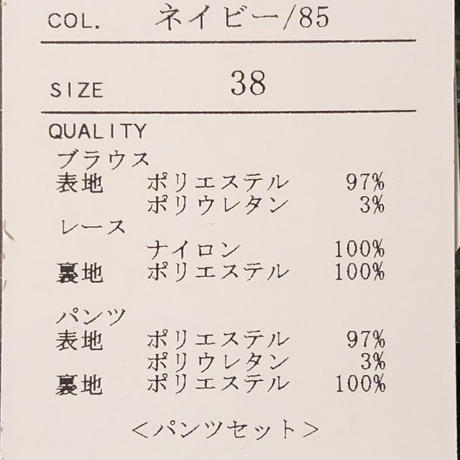 COL. ネイビー/85
SIZE 38
QUALITY
ブラウス
表地 ポリエステル 97%
ポリウレタン 3%
レース
ナイロン 100%
裏地 ポリエステル 100%
パンツ
表地 ポリエステル 97%
ポリウレタン 3%
裏地 ポリエステル 100%
＜パンツセット＞